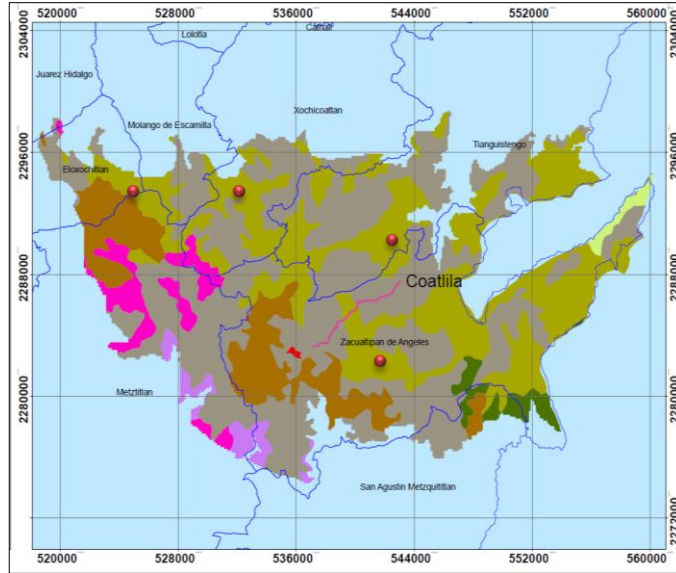 520000 528000 536000 544000 552000 560000
2304000 2304000
Lolotla
Juarez Hidalgo
Xochicoatlan
Molango de Escamilla
Tianguistengo
2296000 2296000
Eloxochitlan
2288000 2288000
Coatlila
Zacualtipan de Angeles
Metztitlan
2280000 2280000
San Agustin Metzquititlan
2272000 2272000
520000 528000 536000 544000 552000 560000